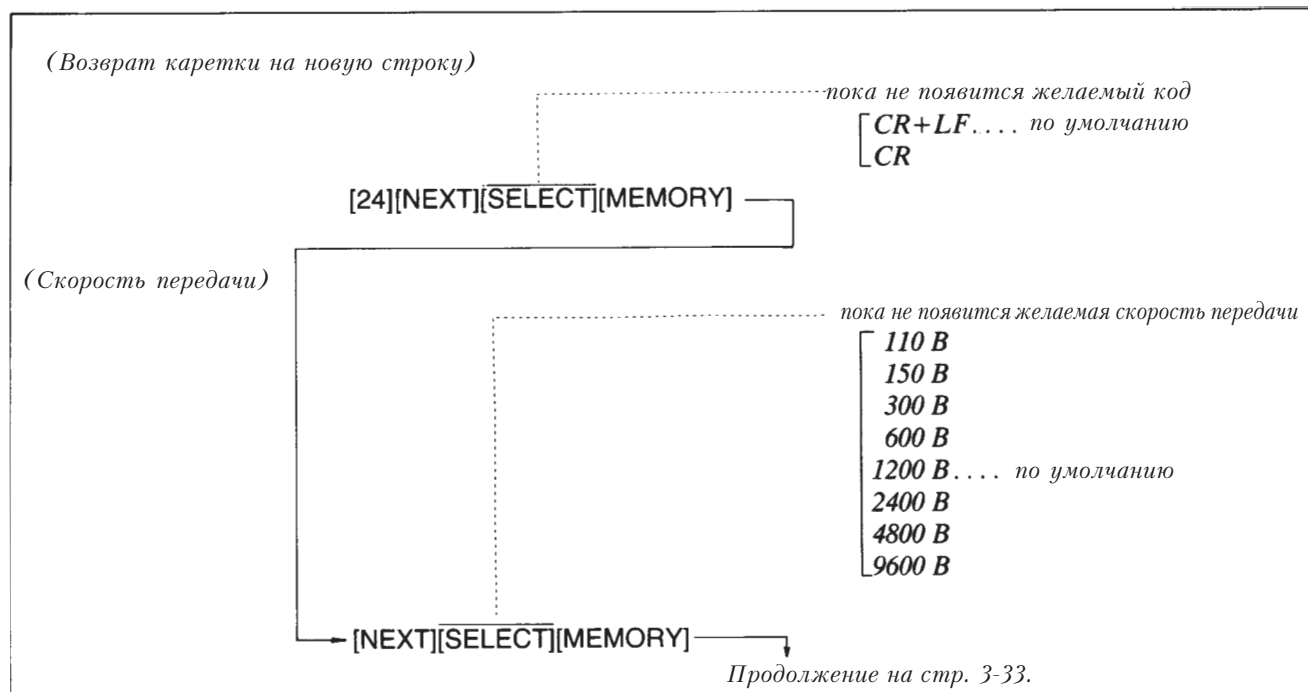 (Возврат каретки на новую строку)
пока не появится желаемый код
CR+LF.... по умолчанию
CR
[24][NEXT][SELECT][MEMORY]
(Скорость передачи)
пока не появится желаемая скорость передачи
110 B
150 B
300 B
600 B
1200 B.... по умолчанию
2400 B
4800 B
9600 B
[NEXT][SELECT][MEMORY]
Продолжение на стр. 3-33.